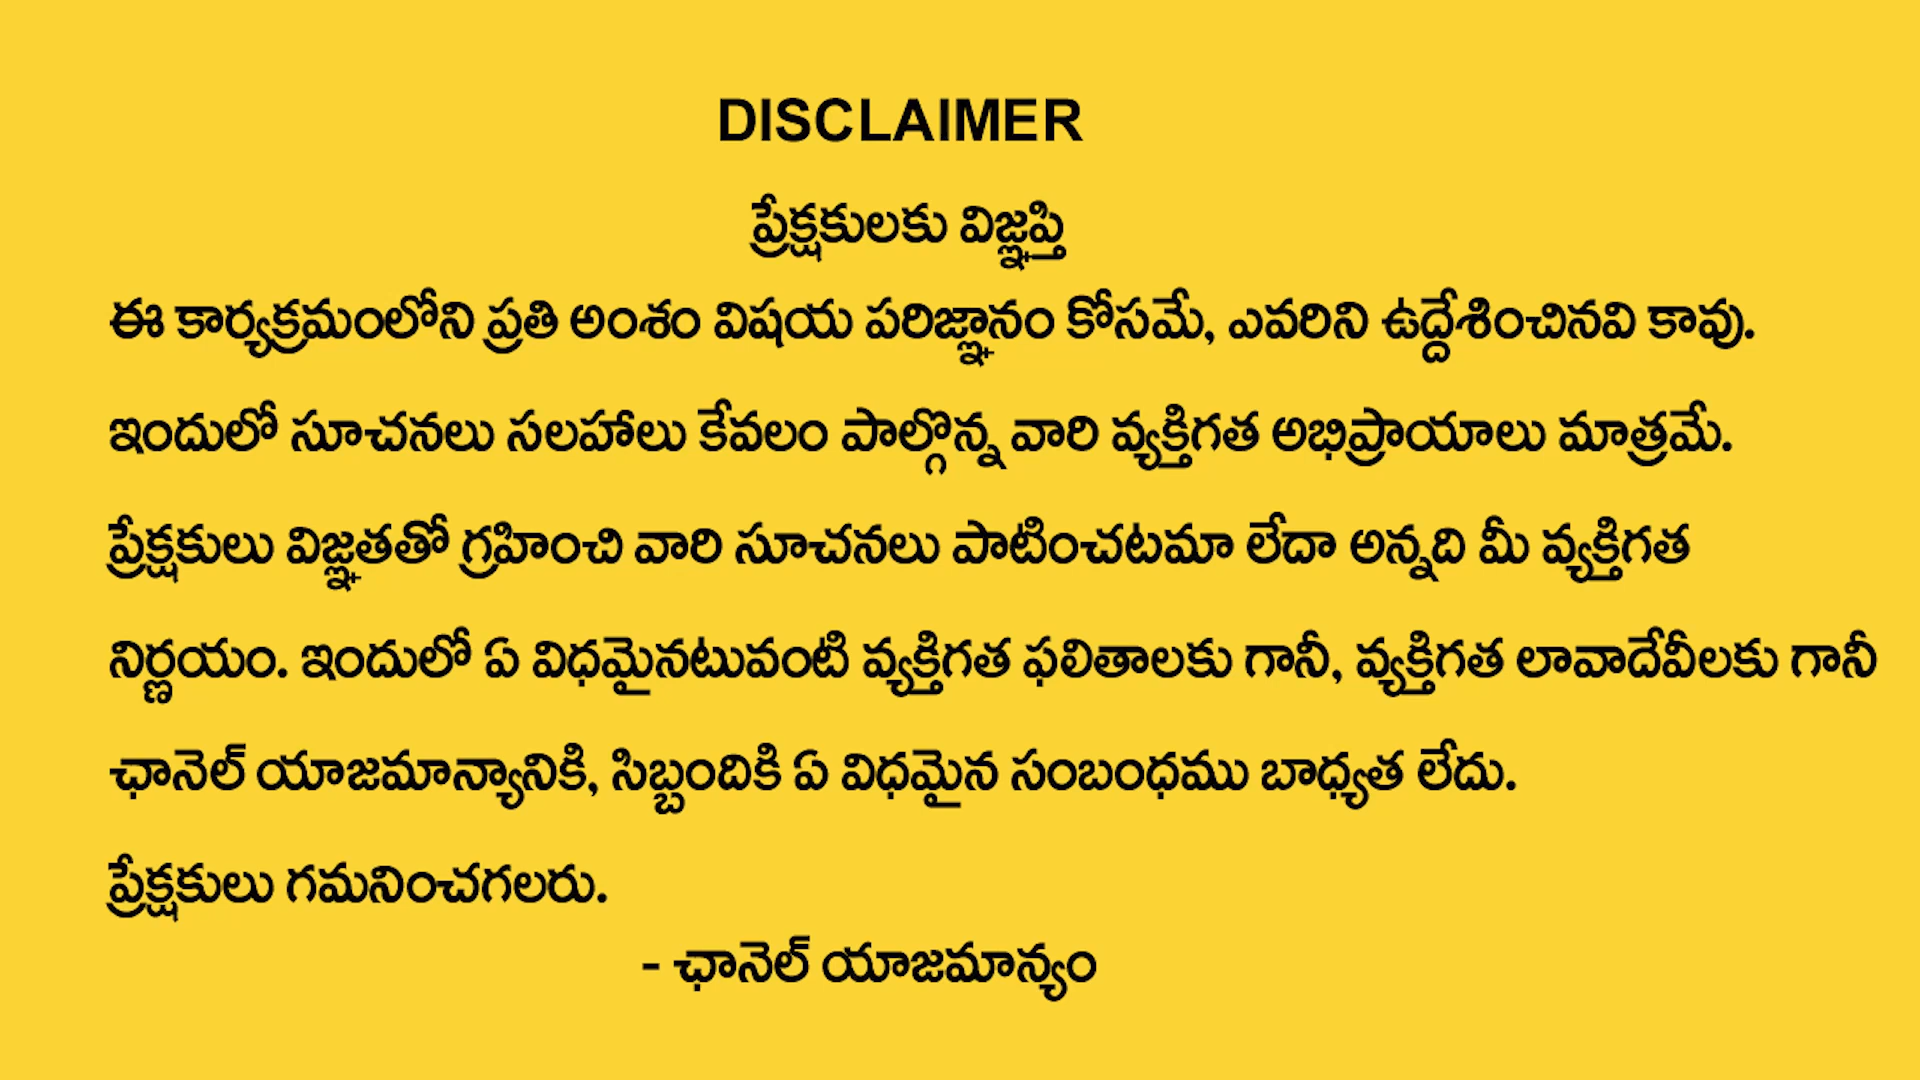 DISCLAIMER
ప్రేక్షకులకు విజ్ఞప్తి
ఈ కార్యక్రమంలోని ప్రతి అంశం విషయ పరిజ్ఞానం కోసమే, ఎవరిని ఉద్దేశించినవి కావు.
ఇందులో సూచనలు సలహాలు కేవలం పాల్గొన్న వారి వ్యక్తిగత అభిప్రాయాలు మాత్రమే.
ప్రేక్షకులు విజ్ఞతతో గ్రహించి వారి సూచనలు పాటించటమా లేదా అన్నది మీ వ్యక్తిగత
నిర్ణయం. ఇందులో ఏ విధమైనటువంటి వ్యక్తిగత ఫలితాలకు గానీ, వ్యక్తిగత లావాదేవీలకు గానీ
ఛానెల్ యాజమాన్యానికి, సిబ్బందికి ఏ విధమైన సంబంధము బాధ్యత లేదు.
ప్రేక్షకులు గమనించగలరు.
- ఛానెల్ యాజమాన్యం